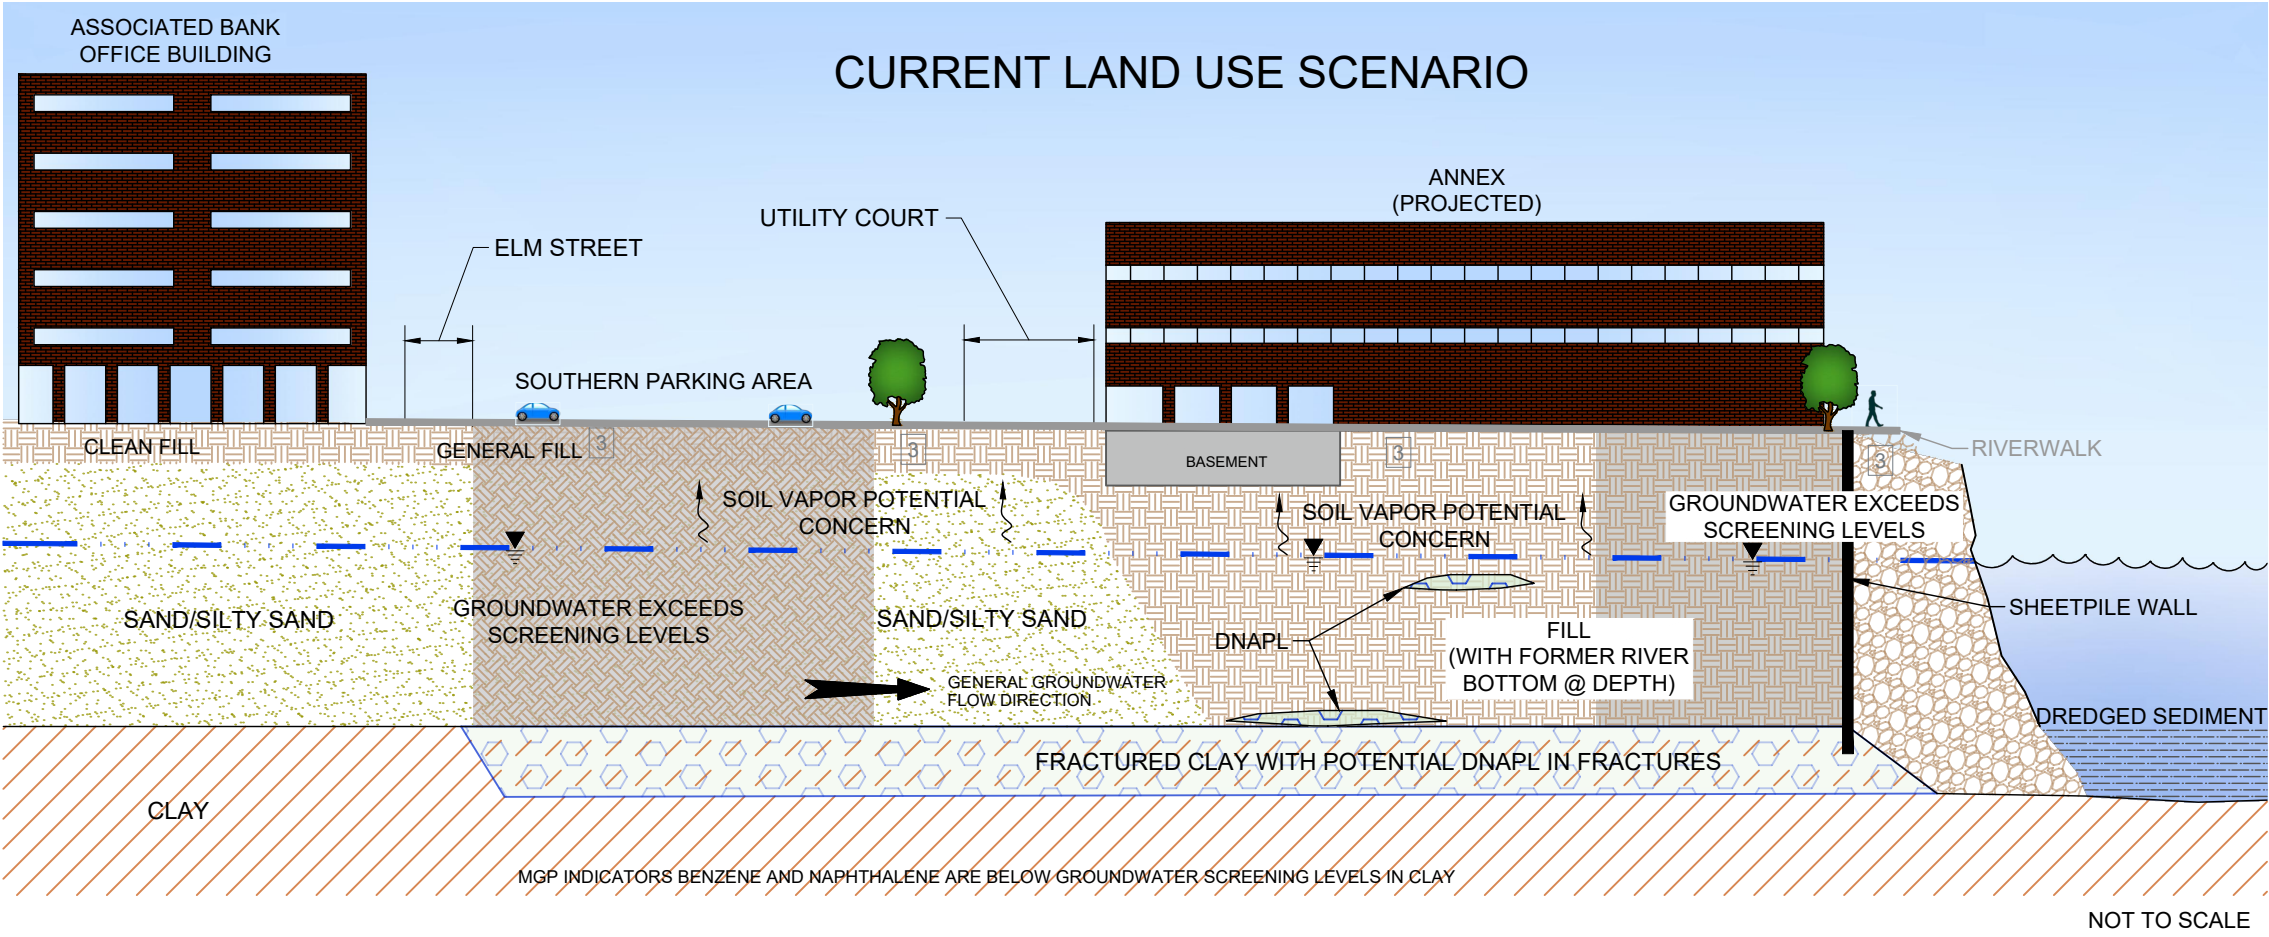 ASSOCIATED BANK
OFFICE BUILDING
CURRENT LAND USE SCENARIO
ANNEX
(PROJECTED)
UTILITY COURT
ELM STREET
SOUTHERN PARKING AREA
CLEAN FILL
GENERAL FILL
3
3
3
3
BASEMENT
RIVERWALK
SOIL VAPOR POTENTIAL
CONCERN
SOIL VAPOR POTENTIAL
CONCERN
GROUNDWATER EXCEEDS
SCREENING LEVELS
SAND/SILTY SAND
GROUNDWATER EXCEEDS
SCREENING LEVELS
SAND/SILTY SAND
DNAPL
FILL
(WITH FORMER RIVER
BOTTOM @ DEPTH)
SHEETPILE WALL
GENERAL GROUNDWATER
FLOW DIRECTION
DREDGED SEDIMENT
FRACTURED CLAY WITH POTENTIAL DNAPL IN FRACTURES
CLAY
MGP INDICATORS BENZENE AND NAPHTHALENE ARE BELOW GROUNDWATER SCREENING LEVELS IN CLAY
NOT TO SCALE